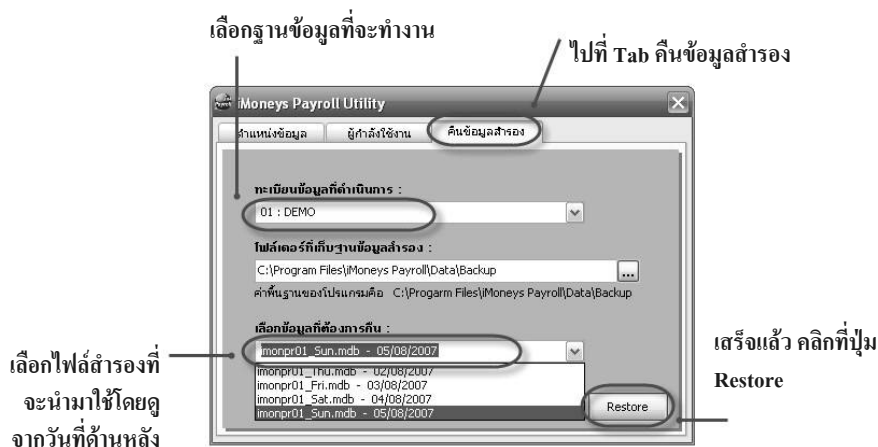 เลือกฐานข้อมูลที่จะทำงาน
ไปที่ Tab คืนข้อมูลสำรอง
iMoneys Payroll Utility
ตำแหน่งข้อมูล
ผู้กำลังใช้งาน
คืนข้อมูลสำรอง
ทะเบียนข้อมูลที่ดำเนินการ :
01 : DEMO
โฟล์เดอร์ที่เก็บฐานข้อมูลสำรอง :
C:\Program Files\iMoneys Payroll\Data\Backup
...
ค่าพื้นฐานของโปรแกรมคือ C:\Progarm Files\iMoneys Payroll\Data\Backup
เลือกข้อมูลที่ต้องการคืน :
imonpr01_Sun.mdb - 05/08/2007
imonpr01_Thu.mdb - 02/08/2007
imonpr01_Fri.mdb - 03/08/2007
imonpr01_Sat.mdb - 04/08/2007
imonpr01_Sun.mdb - 05/08/2007
Restore
เลือกไฟล์สำรองที่
จะนำมาใช้โดยดู
จากวันที่ด้านหลัง
เสร็จแล้ว คลิกที่ปุ่ม
Restore